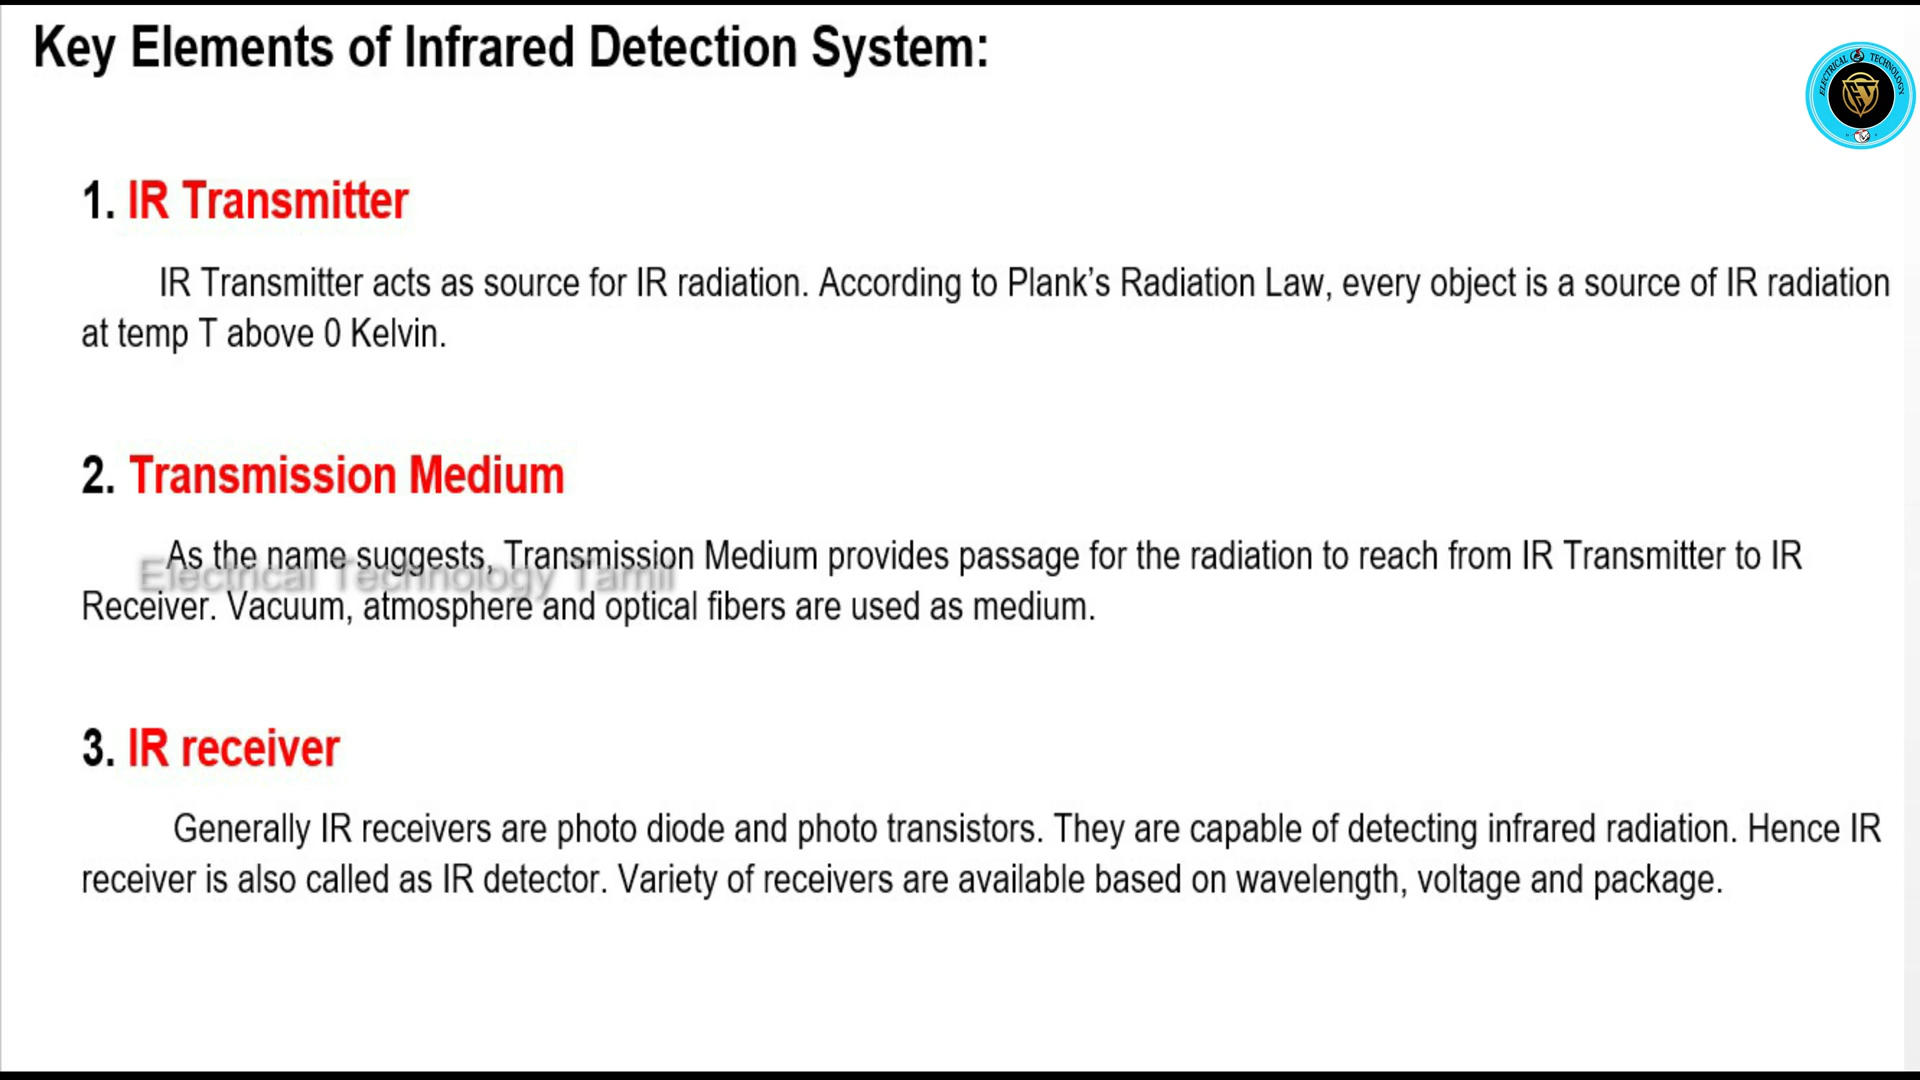 Key Elements of Infrared Detection System:
ELECTRICAL TECHNOLOGY
1. IR Transmitter
IR Transmitter acts as source for IR radiation. According to Plank’s Radiation Law, every object is a source of IR radiation
at temp T above 0 Kelvin.
2. Transmission Medium
As the name suggests, Transmission Medium provides passage for the radiation to reach from IR Transmitter to IR
Electrical Technology Tamil
Receiver. Vacuum, atmosphere and optical fibers are used as medium.
3. IR receiver
Generally IR receivers are photo diode and photo transistors. They are capable of detecting infrared radiation. Hence IR
receiver is also called as IR detector. Variety of receivers are available based on wavelength, voltage and package.